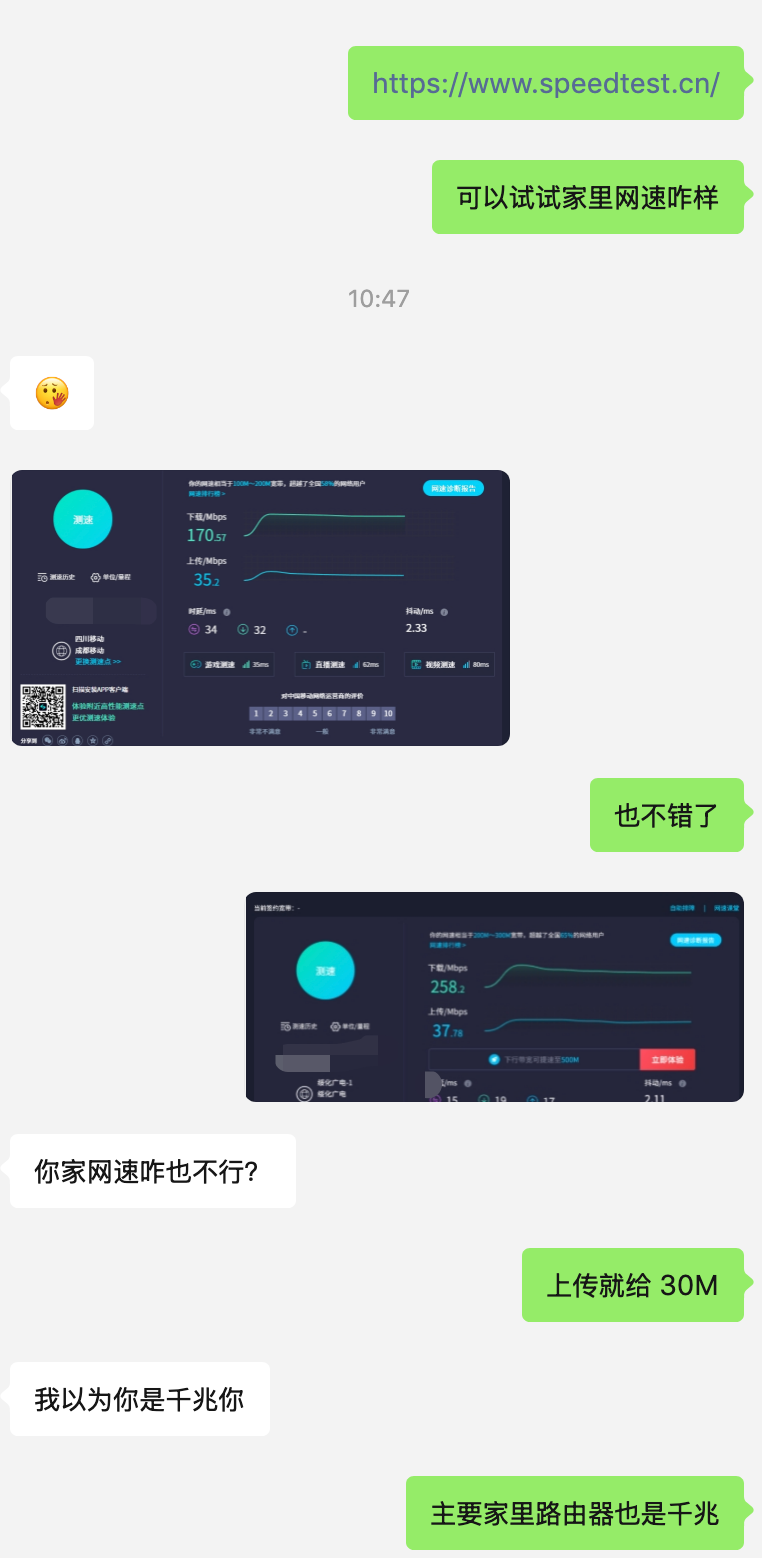 https://www.speedtest.cn/
可以试试家里网速咋样
10:47
你的网速相当于100M～200M宽带，超越了全国58%的网络用户
网速排行榜 >
网速诊断报告
测速
下载/Mbps
170.57
上传/Mbps
35.2
测速历史 单位/量程
时延/ms 抖动/ms
34 32 - 2.33
四川移动
成都移动
更换测速点 >>
游戏测速 35ms 直播测速 62ms 视频测速 80ms
扫描安装APP客户端
体验附近高性能测速点
更优测速体验
对中国移动网络运营商的评价
1 2 3 4 5 6 7 8 9 10
非常不满意 一般 非常满意
分享到
也不错了
当前签约宽带：-
自助排障 | 网速课堂
你的网速相当于200M～300M宽带，超越了全国
%的网络用户
网速排行榜 >
网速诊断报告
测速
下载/Mbps
258.2
上传/Mbps
37.78
测速历史 单位/量程
下行带宽可提速至500M 立即体验
/ms 抖动/ms
15 19 17 2.11
广电-1
广电
你家网速咋也不行？
上传就给 30M
我以为你是千兆你
主要家里路由器也是千兆